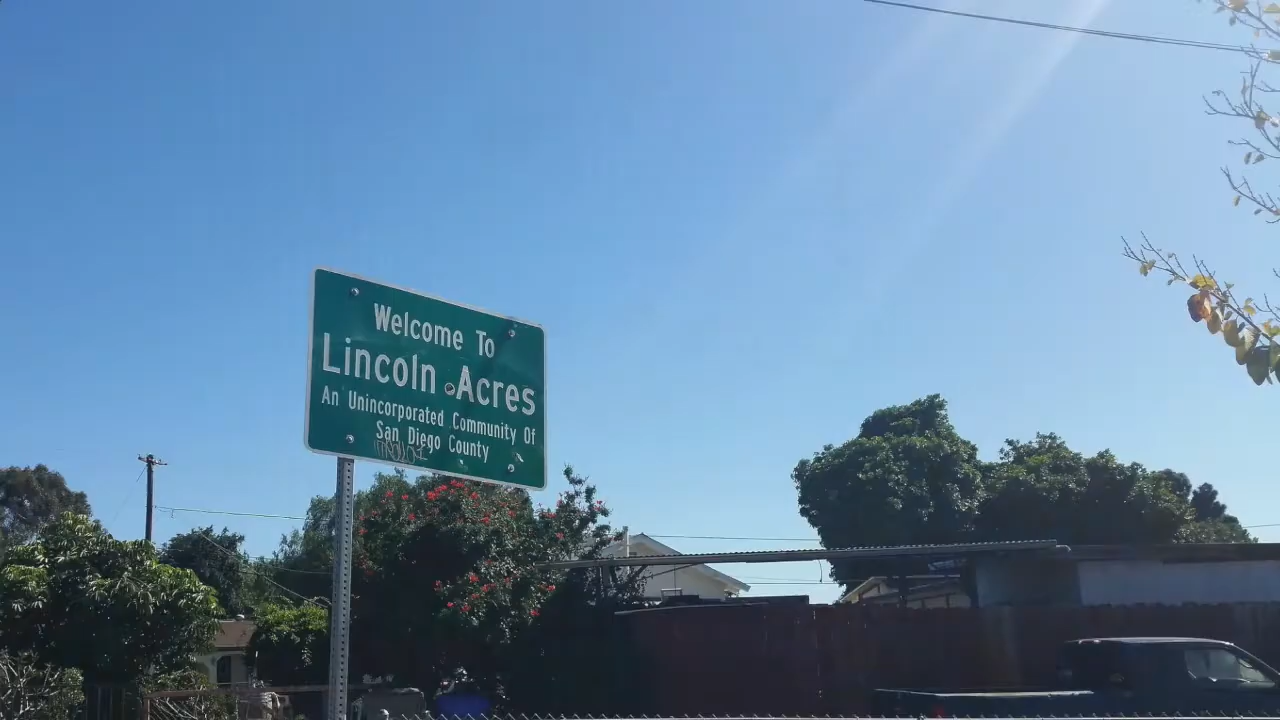 Welcome To
Lincoln Acres
An Unincorporated Community Of
San Diego County